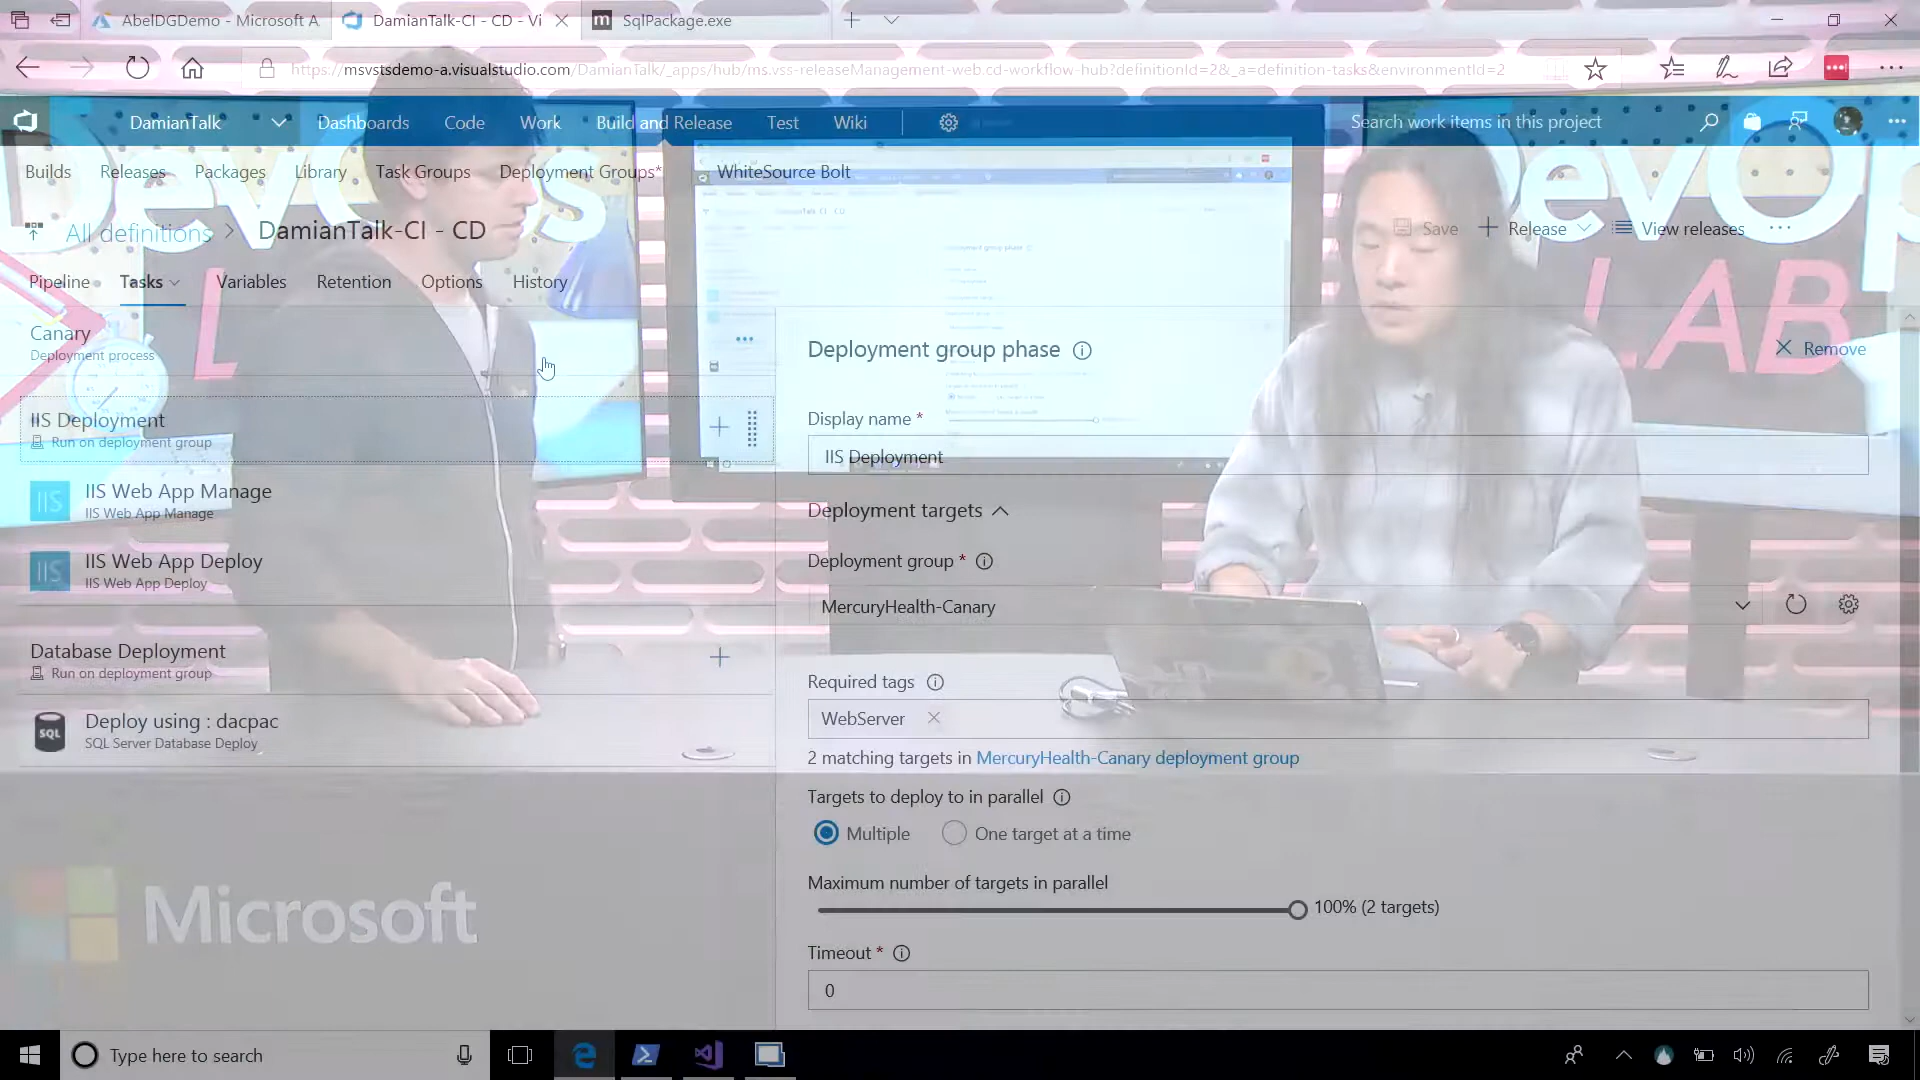 AbelDGDemo - Microsoft A
DamianTalk-CI - CD - Vi
SqlPackage.exe
https://msvstsdemo-a.visualstudio.com/DamianTalk/_apps/hub/ms.vss-releaseManagement-web.cd-workflow-hub?definitionId=2&_a=definition-tasks&environmentId=2
DamianTalk
Dashboards
Code
Work
Build and Release
Test
Wiki
Search work items in this project
Builds
Releases
Packages
Library
Task Groups
Deployment Groups*
WhiteSource Bolt
DevOps
LAB
All definitions > DamianTalk-CI - CD
Save
Release
View releases
Pipeline
Tasks
Variables
Retention
Options
History
Canary
Deployment process
IIS Deployment
Run on deployment group
IIS
IIS Web App Manage
IIS Web App Manage
IIS
IIS Web App Deploy
IIS Web App Deploy
Database Deployment
Run on deployment group
SQL
Deploy using : dacpac
SQL Server Database Deploy
Deployment group phase
Remove
Display name *
IIS Deployment
Deployment targets
Deployment group *
MercuryHealth-Canary
Required tags
WebServer
2 matching targets in MercuryHealth-Canary deployment group
Targets to deploy to in parallel
Multiple
One target at a time
Maximum number of targets in parallel
100% (2 targets)
Timeout *
0
Microsoft
Type here to search